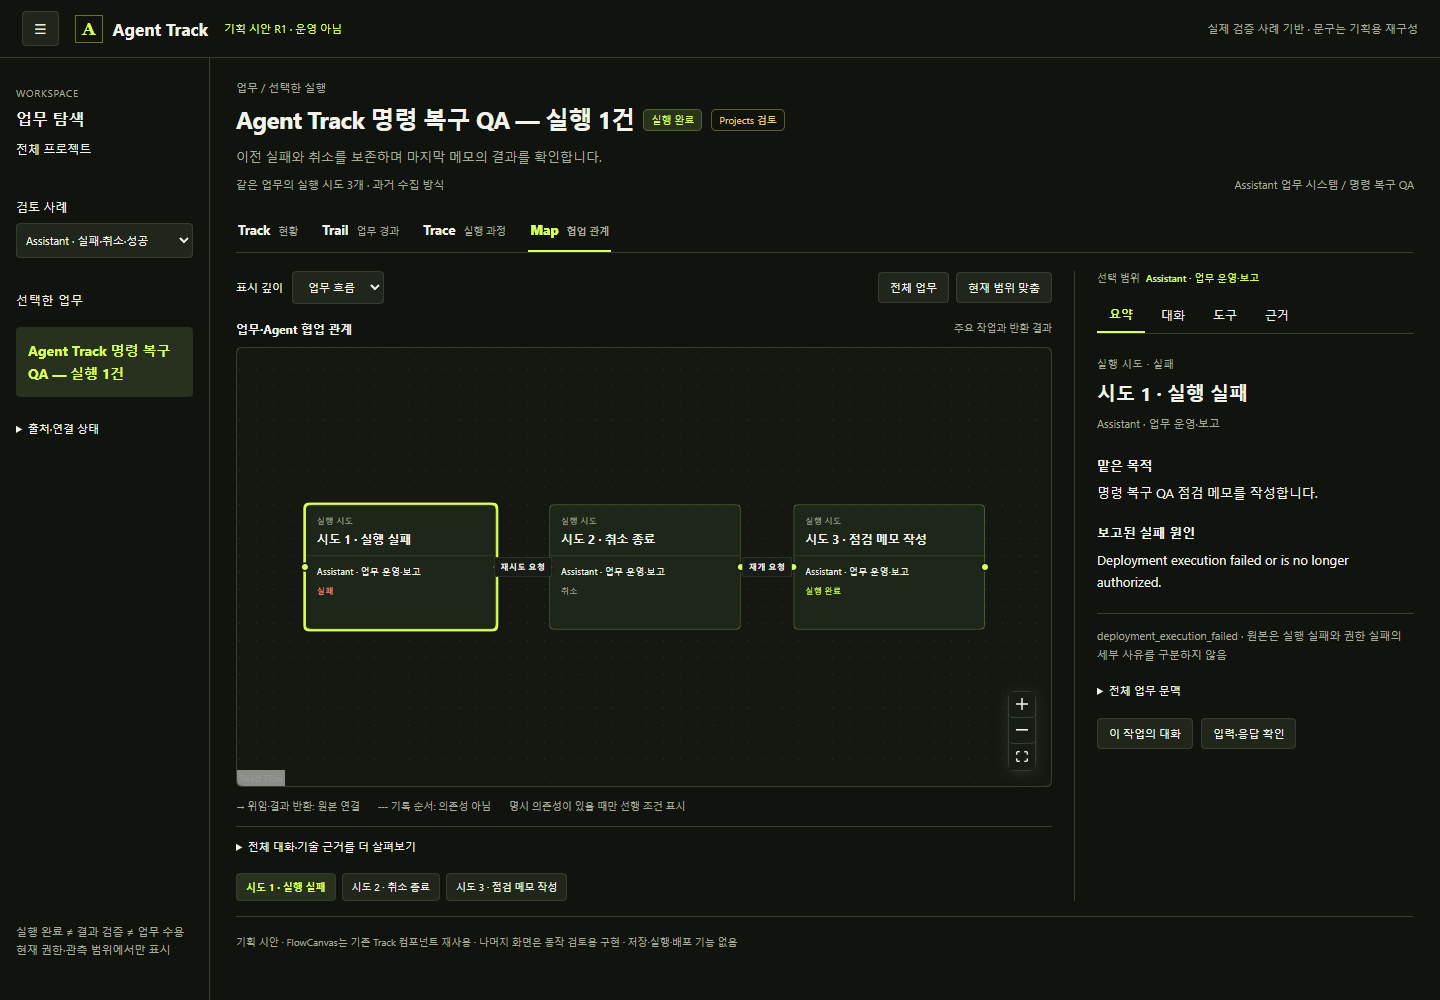 ☰
A
Agent Track
기획 시안 R1 · 운영 아님
실제 검증 사례 기반 · 문구는 기획용 재구성
WORKSPACE
업무 탐색
전체 프로젝트
검토 사례
Assistant · 실패·취소·성공
선택한 업무
Agent Track 명령 복구
QA — 실행 1건
▶ 출처·연결 상태
실행 완료 ≠ 결과 검증 ≠ 업무 수용
현재 권한·관측 범위에서만 표시
업무 / 선택한 실행
Agent Track 명령 복구 QA — 실행 1건
실행 완료
Projects 검토
이전 실패와 취소를 보존하며 마지막 메모의 결과를 확인합니다.
같은 업무의 실행 시도 3개 · 과거 수집 방식
Assistant 업무 시스템 / 명령 복구 QA
Track 현황
Trail 업무 경과
Trace 실행 과정
Map 협업 관계
표시 깊이
업무 흐름
전체 업무
현재 범위 맞춤
업무·Agent 협업 관계
주요 작업과 반환 결과
실행 시도
시도 1 · 실행 실패
Assistant · 업무 운영·보고
실패
재시도 요청
실행 시도
시도 2 · 취소 종료
Assistant · 업무 운영·보고
취소
재개 요청
실행 시도
시도 3 · 점검 메모 작성
Assistant · 업무 운영·보고
실행 완료
React Flow
→ 위임·결과 반환: 원본 연결
--- 기록 순서: 의존성 아님
명시 의존성이 있을 때만 선행 조건 표시
▶ 전체 대화·기술 근거를 더 살펴보기
시도 1 · 실행 실패
시도 2 · 취소 종료
시도 3 · 점검 메모 작성
선택 범위 Assistant · 업무 운영·보고
요약
대화
도구
근거
실행 시도 · 실패
시도 1 · 실행 실패
Assistant · 업무 운영·보고
맡은 목적
명령 복구 QA 점검 메모를 작성합니다.
보고된 실패 원인
Deployment execution failed or is no longer
authorized.
deployment_execution_failed · 원본은 실행 실패와 권한 실패의
세부 사유를 구분하지 않음
▶ 전체 업무 문맥
이 작업의 대화
입력·응답 확인
기획 시안 · FlowCanvas는 기존 Track 컴포넌트 재사용 · 나머지 화면은 동작 검토용 구현 · 저장·실행·배포 기능 없음